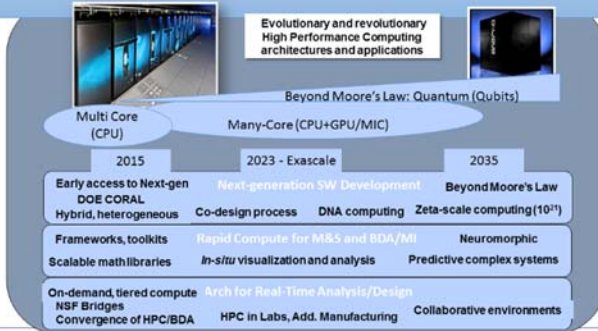 Evolutionary and revolutionary
High Performance Computing
architectures and applications
Beyond Moore's Law: Quantum (Qubits)
Multi Core
(CPU)
Many-Core (CPU+GPU/MIC)
2015
2023 - Exascale
2035
Early access to Next-gen
Next-generation SW Development
Beyond Moore's Law
DOE CORAL
Hybrid, heterogeneous
Co-design process
DNA computing
Zeta-scale computing (10²¹)
Frameworks, toolkits
Rapid Compute for M&S and BDA/MI
Neuromorphic
Scalable math libraries
In-situ visualization and analysis
Predictive complex systems
On-demand, tiered compute
Arch for Real-Time Analysis/Design
NSF Bridges
Convergence of HPC/BDA
HPC in Labs, Add. Manufacturing
Collaborative environments